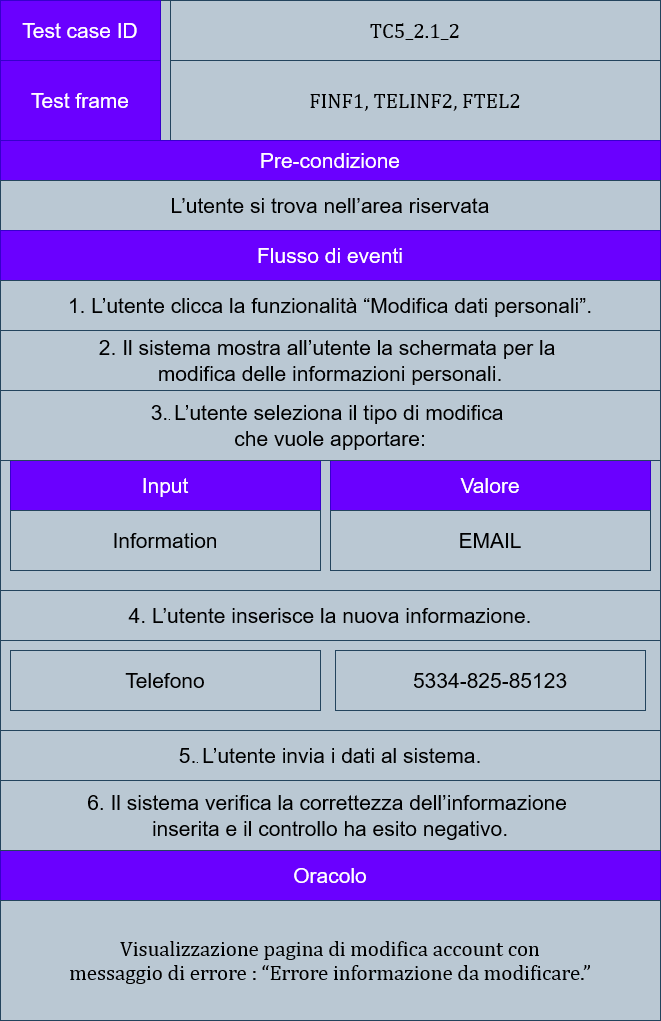 Test case ID
TC5_2.1_2
Test frame
FINF1, TELINF2, FTEL2
Pre-condizione
L’utente si trova nell’area riservata
Flusso di eventi
1. L’utente clicca la funzionalità “Modifica dati personali”.
2. Il sistema mostra all’utente la schermata per la
modifica delle informazioni personali.
3.. L’utente seleziona il tipo di modifica
che vuole apportare:
Input
Valore
Information
EMAIL
4. L’utente inserisce la nuova informazione.
Telefono
5334-825-85123
5.. L’utente invia i dati al sistema.
6. Il sistema verifica la correttezza dell’informazione
inserita e il controllo ha esito negativo.
Oracolo
Visualizzazione pagina di modifica account con
messaggio di errore : “Errore informazione da modificare.”